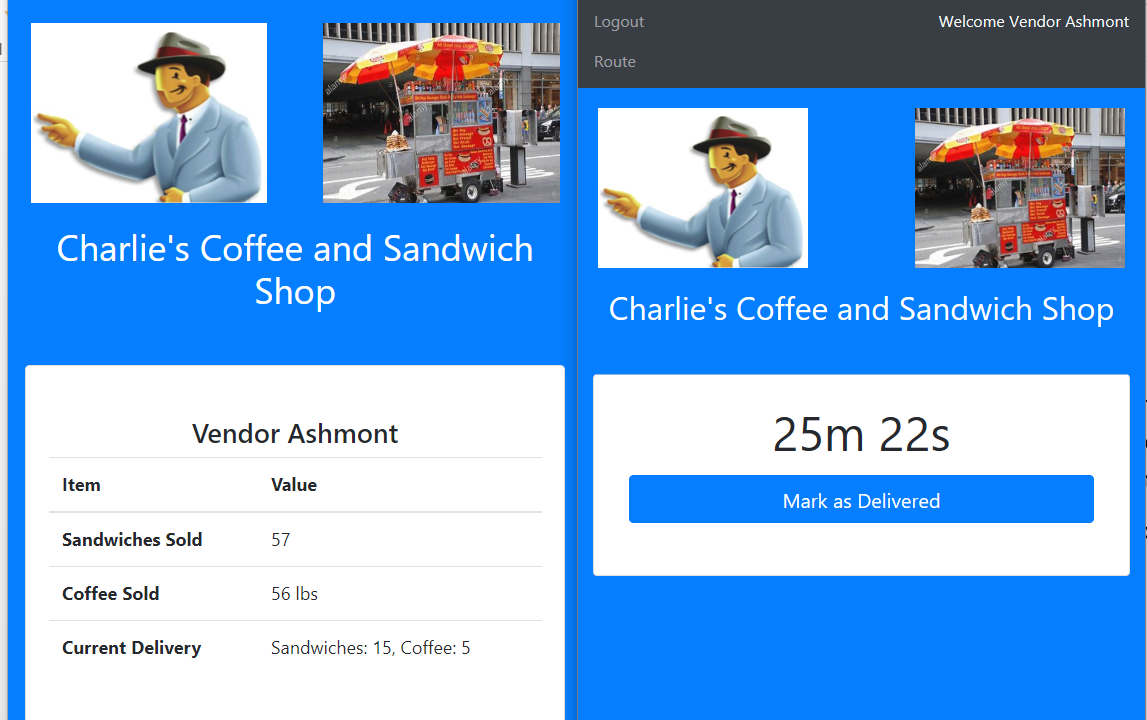 Charlie's Coffee and Sandwich
Shop
Vendor Ashmont
Item Value
Sandwiches Sold 57
Coffee Sold 56 lbs
Current Delivery Sandwiches: 15, Coffee: 5
Logout Welcome Vendor Ashmont
Route
Charlie's Coffee and Sandwich Shop
25m 22s
Mark as Delivered